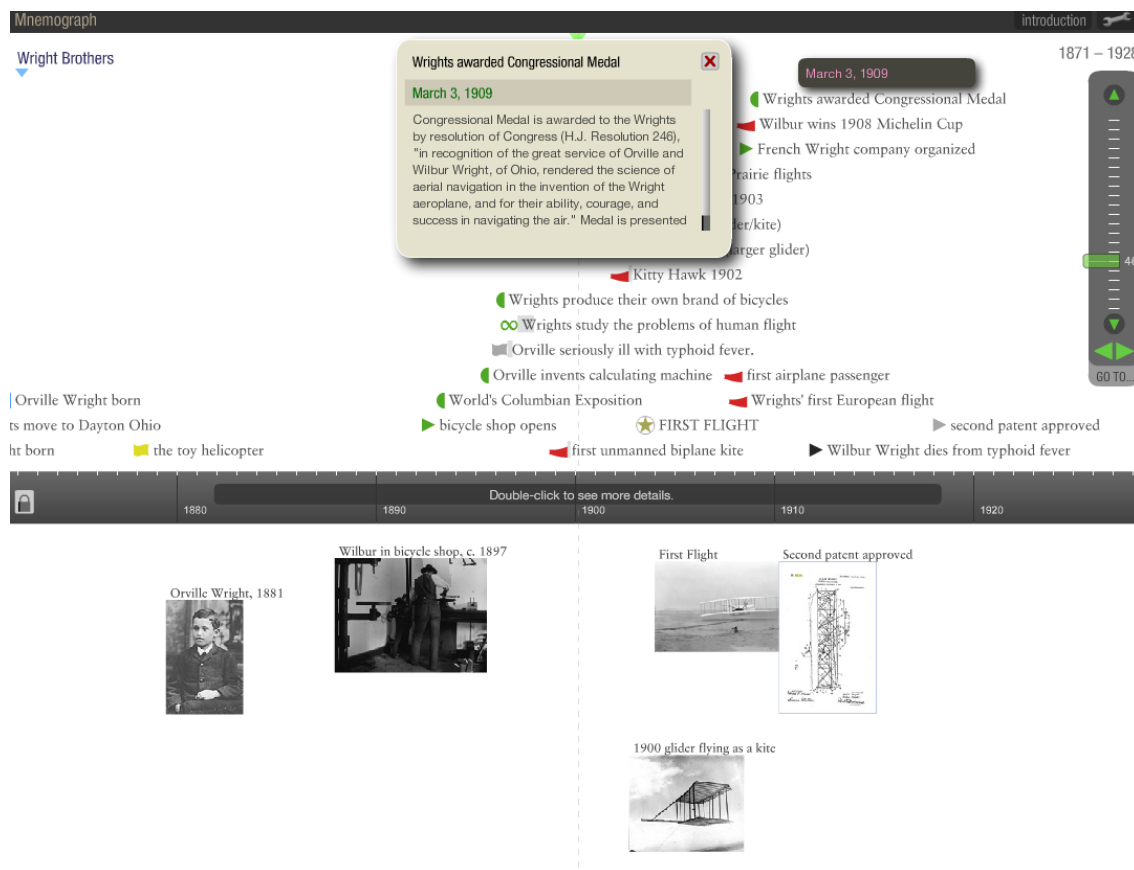 Mnemograph
introduction
Wright Brothers
1871 – 1928
Wrights awarded Congressional Medal
March 3, 1909
Congressional Medal is awarded to the Wrights
by resolution of Congress (H.J. Resolution 246),
"in recognition of the great service of Orville and
Wilbur Wright, of Ohio, rendered the science of
aerial navigation in the invention of the Wright
aeroplane, and for their ability, courage, and
success in navigating the air." Medal is presented
March 3, 1909
Wrights awarded Congressional Medal
Wilbur wins 1908 Michelin Cup
French Wright company organized
Prairie flights
1903
der/kite)
larger glider)
Kitty Hawk 1902
Wrights produce their own brand of bicycles
Wrights study the problems of human flight
Orville seriously ill with typhoid fever.
Orville invents calculating machine
first airplane passenger
Orville Wright born
World's Columbian Exposition
Wrights' first European flight
ts move to Dayton Ohio
bicycle shop opens
FIRST FLIGHT
second patent approved
ht born
the toy helicopter
first unmanned biplane kite
Wilbur Wright dies from typhoid fever
46
GO TO...
Double-click to see more details.
1880
1890
1900
1910
1920
Wilbur in bicycle shop, c. 1897
First Flight
Second patent approved
Orville Wright, 1881
1900 glider flying as a kite